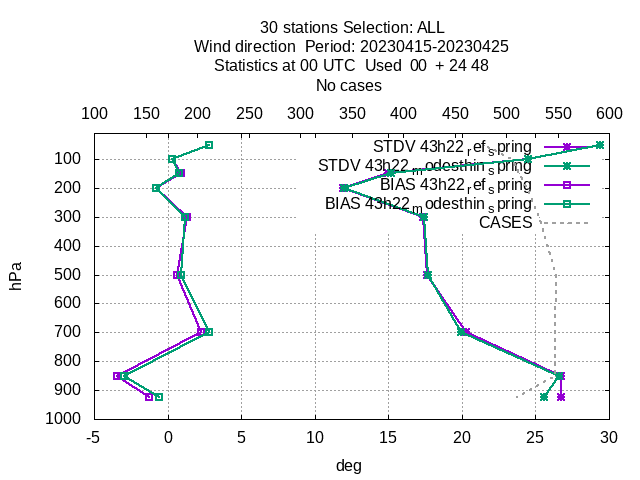 30 stations Selection: ALL
Wind direction  Period: 20230415-20230425
Statistics at 00 UTC  Used  00  + 24 48
No cases
100 150 200 250 300 350 400 450 500 550 600
STDV 43h22_ref_spring
100
STDV 43h22_modesthin_spring
BIAS 43h22_ref_spring
200
BIAS 43h22_modesthin_spring
300
CASES
400
hPa
500
600
700
800
900
1000
-5 0 5 10 15 20 25 30
deg